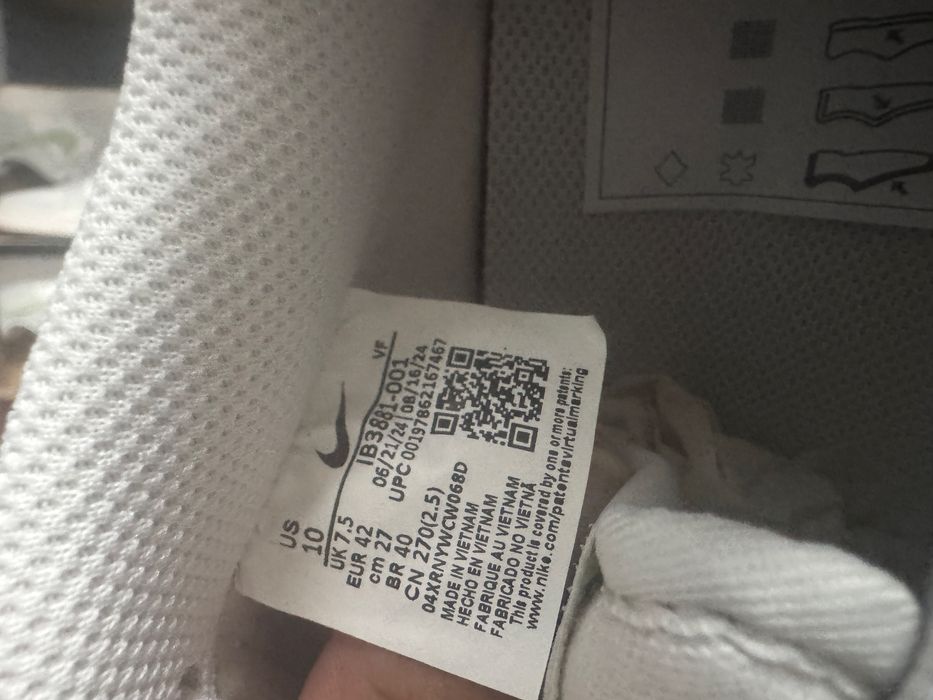 US
10
UK 7.5
EUR 42
cm 27
BR 40
CN 270(2.5)
VF
IB3881-001
06/21/24 08/16/24
UPC 00197862167467
04XRNYWCW068D
MADE IN VIETNAM
HECHO EN VIETNAM
FABRIQUE AU VIETNAM
FABRICADO NO VIETNÃ
This product is covered by one or more patents:
www.nike.com/patentsvirtualmarking